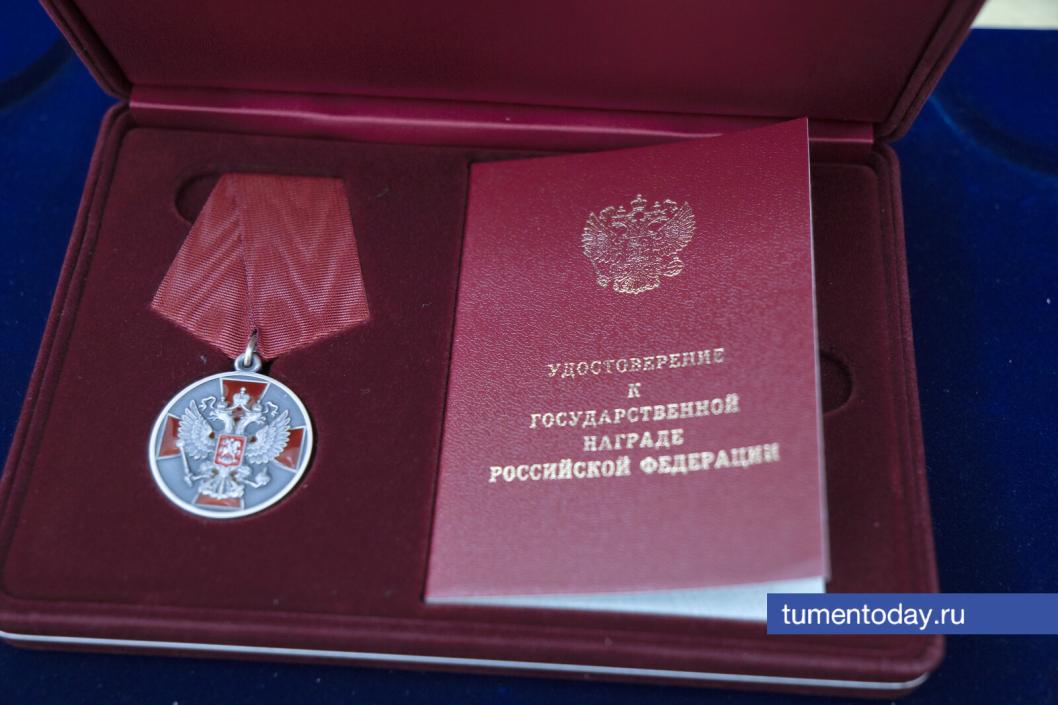 УДОСТОВЕРЕНИЕ
К
ГОСУДАРСТВЕННОЙ
НАГРАДЕ
РОССИЙСКОЙ ФЕДЕРАЦИИ
tumentoday.ru